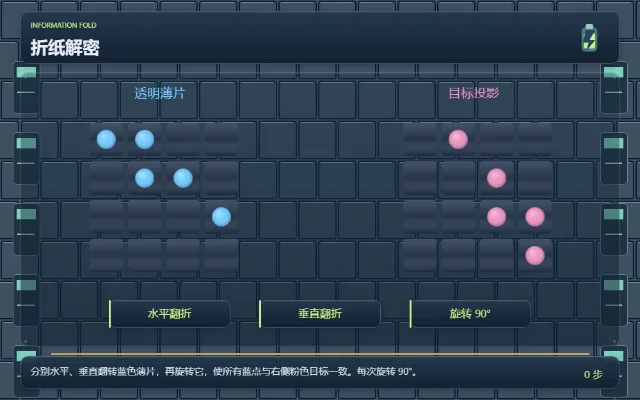 INFORMATION FOLD
折纸解密
透明薄片
目标投影
水平翻折
垂直翻折
旋转 90°
分别水平、垂直翻转蓝色薄片，再旋转它，使所有蓝点与右侧粉色目标一致。每次旋转 90°。
0 步